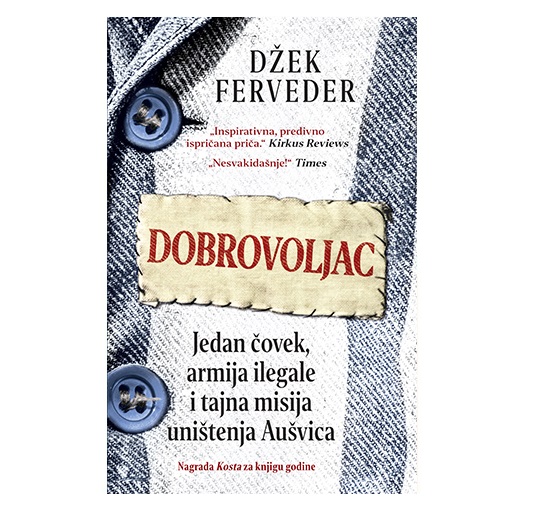 DŽEK
FERVEDER
„Inspirativna, predivno
ispričana priča.“ Kirkus Reviews
„Nesvakidašnje!“ Times
DOBROVOLJAC
Jedan čovek,
armija ilegale
i tajna misija
uništenja Aušvica
Nagrada Kosta za knjigu godine